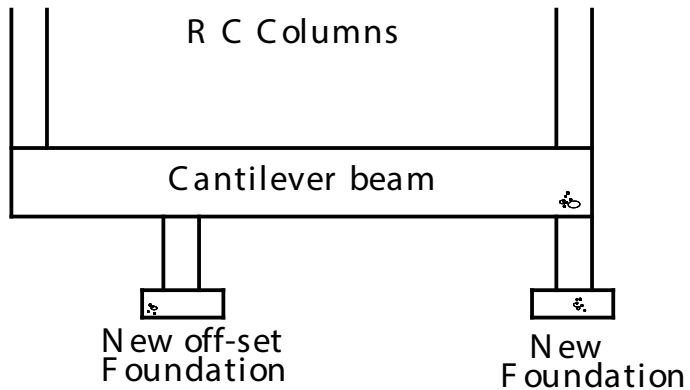 R C Columns
Cantilever beam
New off-set
Foundation
New
Foundation